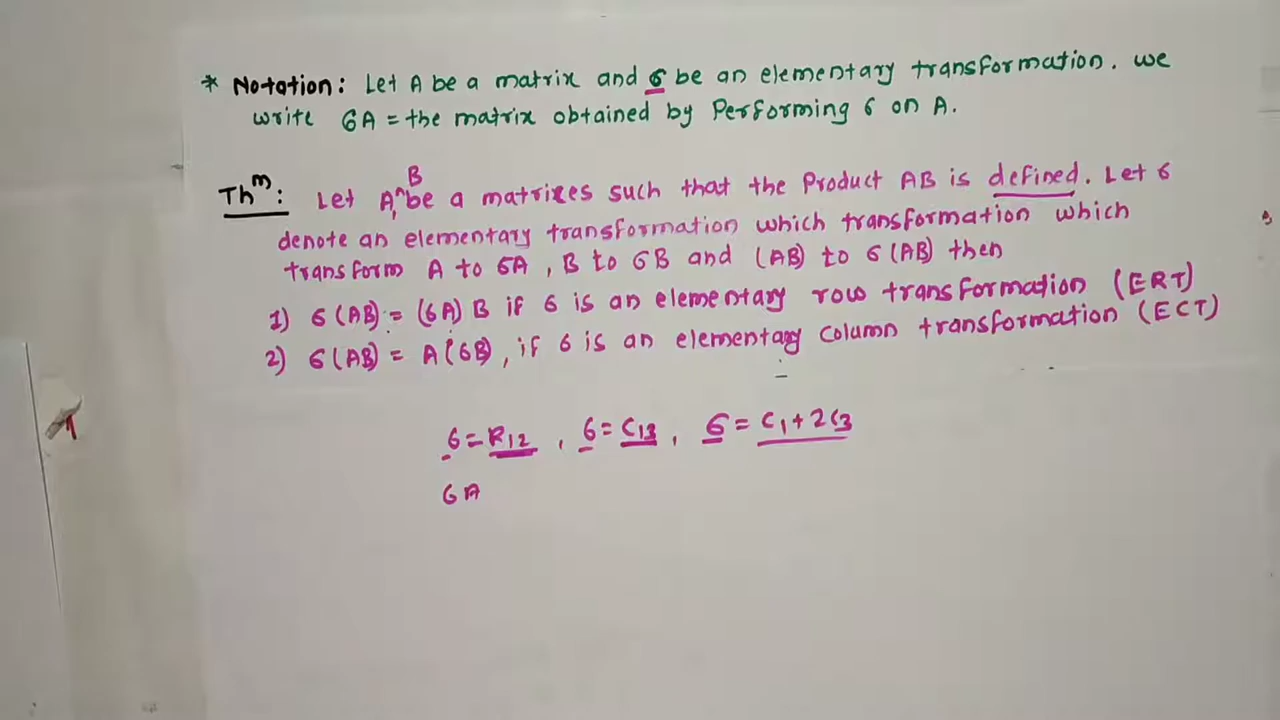 * Notation: Let A be a matrix and σ be an elementary transformation. we
write σA = the matrix obtained by Performing σ on A.
Thm: Let A, ^ B be a matrixes such that the Product AB is defined. Let σ
denote an elementary transformation which transformation which
transform A to σA, B to σB and (AB) to σ(AB) then
1) σ(AB) = (σA) B if σ is an elementary row transformation (ERT)
2) σ(AB) = A(σB), if σ is an elementary column transformation (ECT)
σ = R12, σ = C13, σ = C1 + 2C3
σA